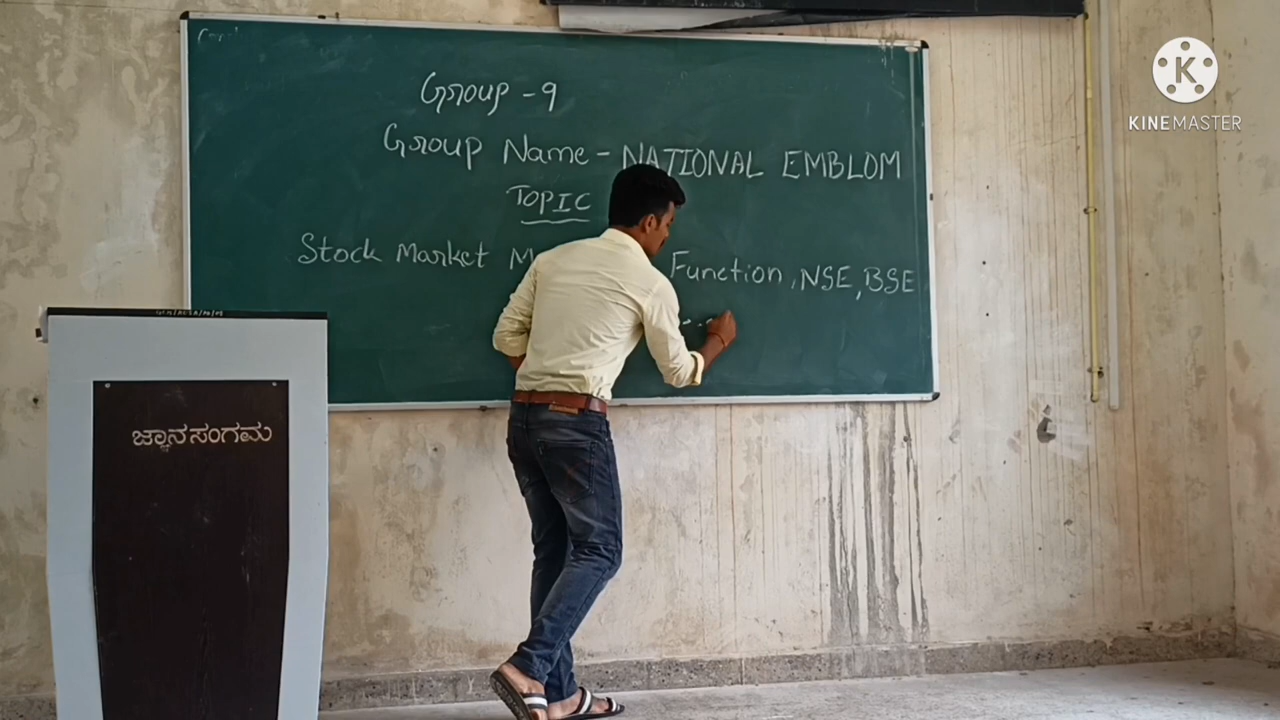 Group - 9
Group Name - NATIONAL EMBLOM
TOPIC
Stock Market Function, NSE, BSE
ಜ್ಞಾನಸಂಗಮ
K
KINEMASTER